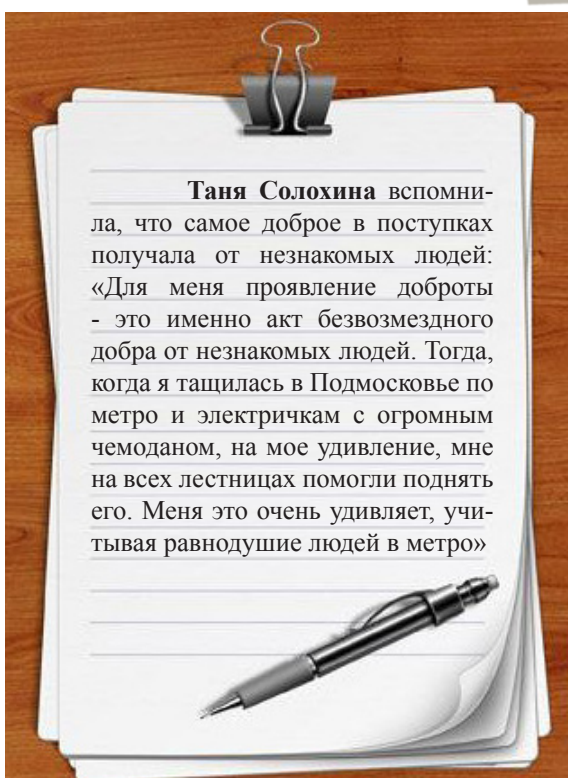 Таня Солохина вспомни-
ла, что самое доброе в поступках
получала от незнакомых людей:
«Для меня проявление доброты
- это именно акт безвозмездного
добра от незнакомых людей. Тогда,
когда я тащилась в Подмосковье по
метро и электричкам с огромным
чемоданом, на мое удивление, мне
на всех лестницах помогли поднять
его. Меня это очень удивляет, учи-
тывая равнодушие людей в метро»